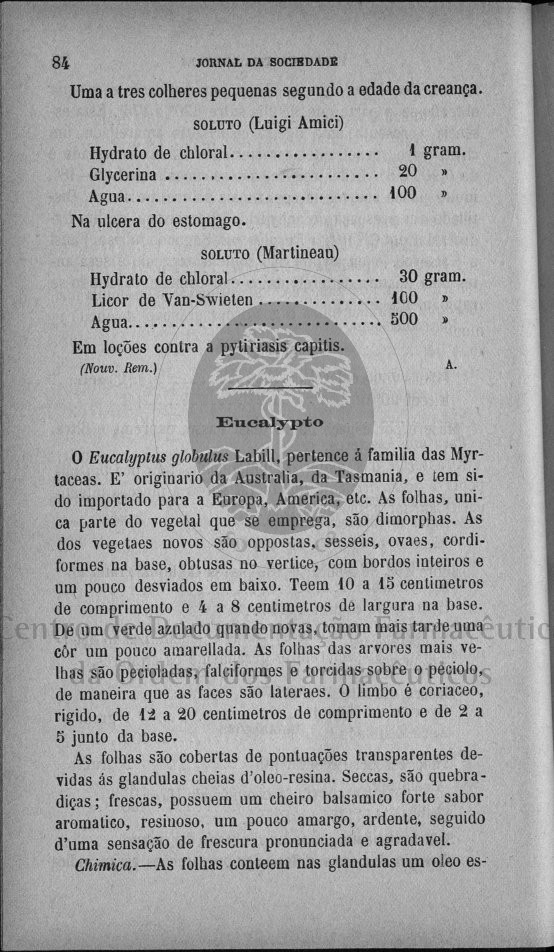 84 JORNAL DA SOCIEDADE
Uma a tres colheres pequenas segundo a edade da creança.
SOLUTO (Luigi Amici)
Hydrato de chloral................. 1 gram.
Glycerina ......................... 20 »
Agua............................. 100 »
Na ulcera do estomago.
SOLUTO (Martineau)
Hydrato de chloral................. 30 gram.
Licor de Van-Swieten .............. 100 »
Agua............................. 500 »
Em loções contra a pytiriasis capitis.
(Nouv. Rem.) A.
Eucalypto
O Eucalyptus globulus Labill, pertence á familia das Myr-
taceas. E' originario da Australia, da Tasmania, e tem si-
do importado para a Europa, America, etc. As folhas, uni-
ca parte do vegetal que se emprega, são dimorphas. As
dos vegetaes novos são oppostas, sesseis, ovaes, cordi-
formes na base, obtusas no vertice, com bordos inteiros e
um pouco desviados em baixo. Teem 10 a 15 centimetros
de comprimento e 4 a 8 centimetros de largura na base.
De um verde azulado quando novas, tomam mais tarde uma
côr um pouco amarellada. As folhas das arvores mais ve-
lhas são pecioladas, falciformes e torcidas sobre o peciolo,
de maneira que as faces são lateraes. O limbo é coriaceo,
rigido, de 12 a 20 centimetros de comprimento e de 2 a
5 junto da base.
As folhas são cobertas de pontuações transparentes de-
vidas ás glandulas cheias d'oleo-resina. Seccas, são quebra-
diças; frescas, possuem um cheiro balsamico forte sabor
aromatico, resinoso, um pouco amargo, ardente, seguido
d'uma sensação de frescura pronunciada e agradavel.
Chimica.—As folhas conteem nas glandulas um oleo es-
Centro de Documentação Farmacêutic
da Ordem dos Farmacêuticos